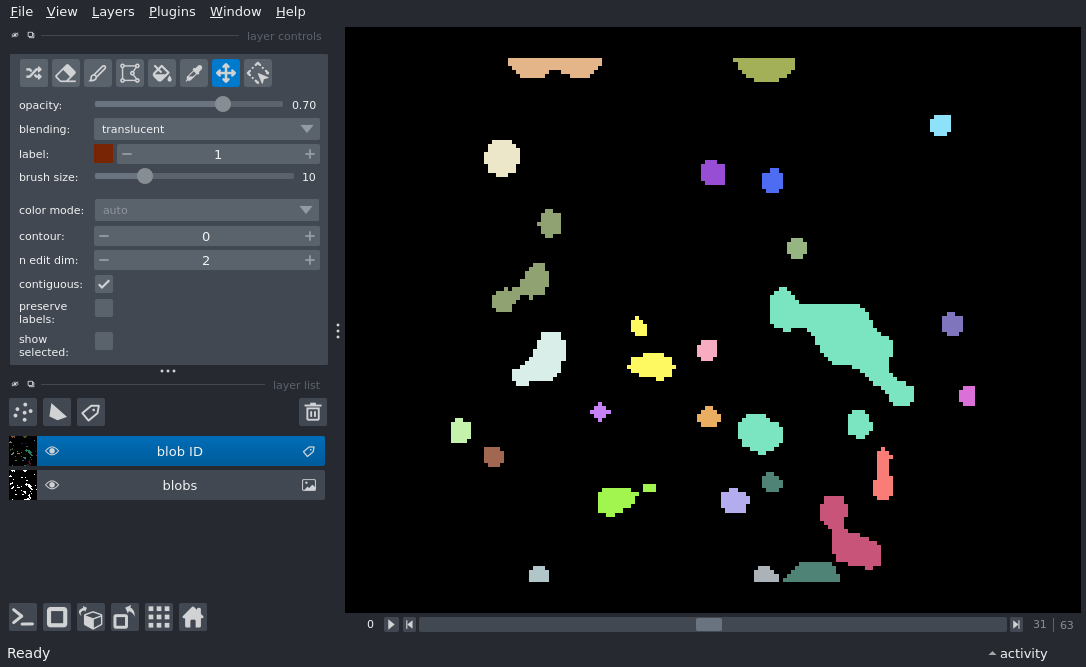 File View Layers Plugins Window Help
layer controls
opacity: 0.70
blending: translucent
label: 1
brush size: 10
color mode: auto
contour: 0
n edit dim: 2
contiguous:
preserve
labels:
show
selected:
layer list
blob ID
blobs
0 31 63
Ready
activity